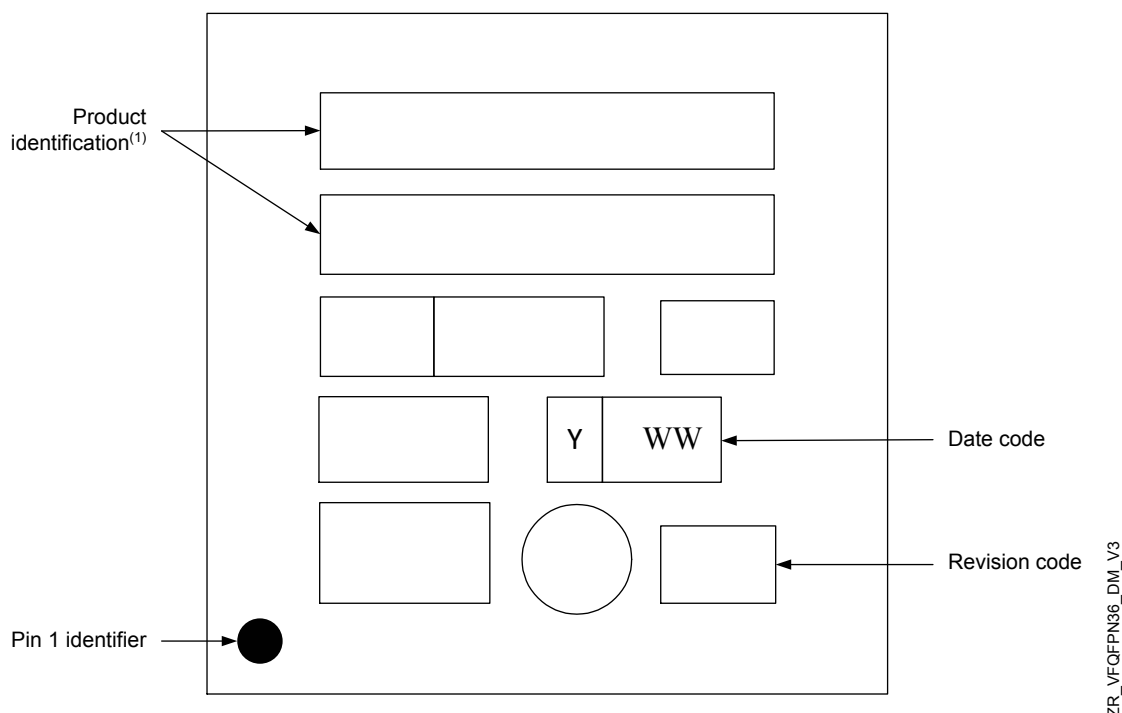 Product
identification(1)
Y WW
Date code
Revision code
Pin 1 identifier
ZR_VFQFPN36_DM_V3